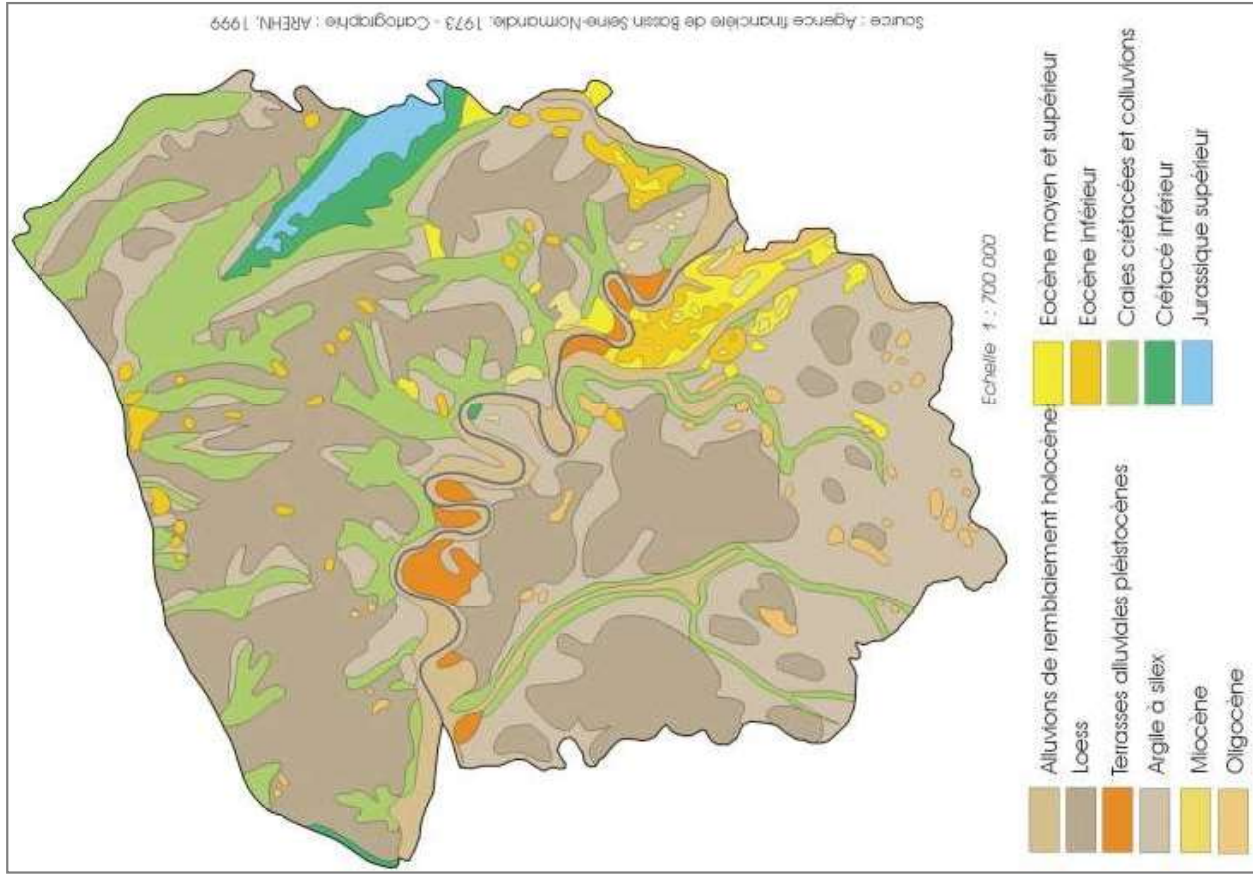 Source : Agence financière de Bassin Seine-Normandie, 1973 - Cartographie : AREHN, 1999
Echelle 1 : 700 000
Alluvions de remblaiement holocènes
Loess
Terrasses alluviales pléistocènes
Argile à silex
Miocène
Oligocène
Eocène moyen et supérieur
Eocène inférieur
Craies crétacées et colluvions
Crétacé inférieur
Jurassique supérieur